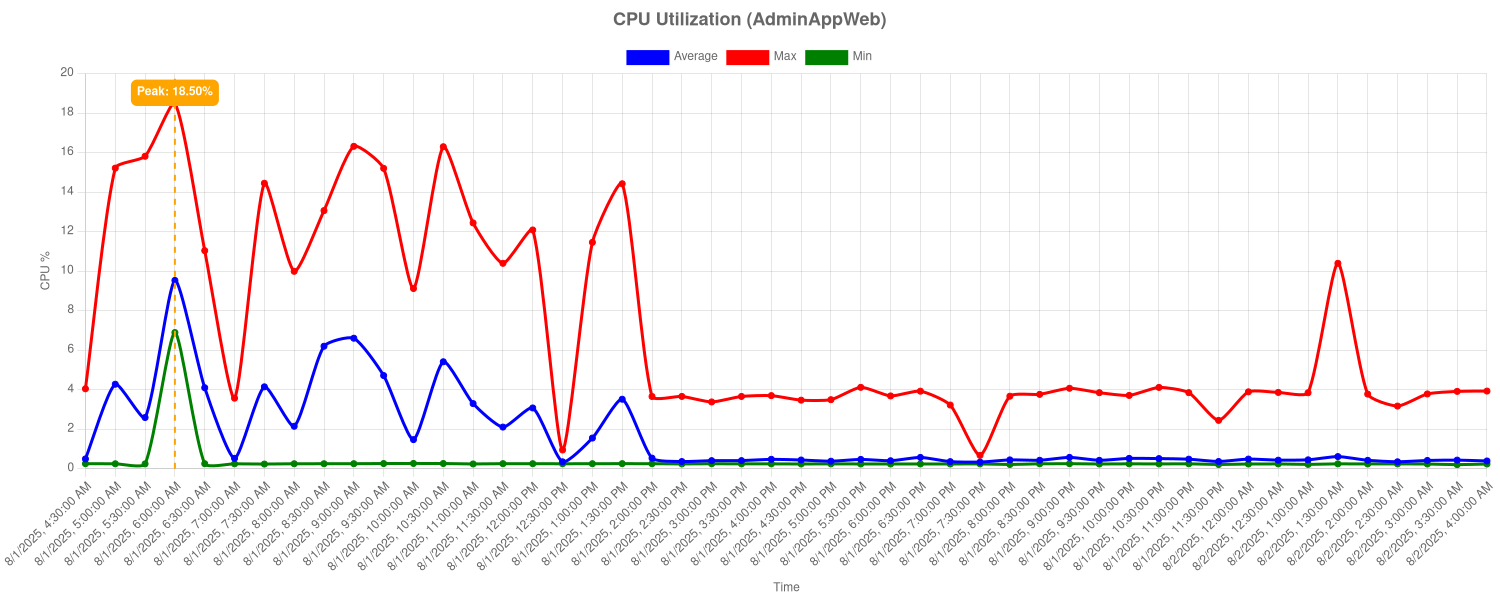 CPU Utilization (AdminAppWeb)
Average Max Min
Peak: 18.50%
CPU %
20
18
16
14
12
10
8
6
4
2
0
8/1/2025, 4:30:00 AM
8/1/2025, 5:00:00 AM
8/1/2025, 5:30:00 AM
8/1/2025, 6:00:00 AM
8/1/2025, 6:30:00 AM
8/1/2025, 7:00:00 AM
8/1/2025, 7:30:00 AM
8/1/2025, 8:00:00 AM
8/1/2025, 8:30:00 AM
8/1/2025, 9:00:00 AM
8/1/2025, 9:30:00 AM
8/1/2025, 10:00:00 AM
8/1/2025, 10:30:00 AM
8/1/2025, 11:00:00 AM
8/1/2025, 11:30:00 AM
8/1/2025, 12:00:00 PM
8/1/2025, 12:30:00 PM
8/1/2025, 1:00:00 PM
8/1/2025, 1:30:00 PM
8/1/2025, 2:00:00 PM
8/1/2025, 2:30:00 PM
8/1/2025, 3:00:00 PM
8/1/2025, 3:30:00 PM
8/1/2025, 4:00:00 PM
8/1/2025, 4:30:00 PM
8/1/2025, 5:00:00 PM
8/1/2025, 5:30:00 PM
8/1/2025, 6:00:00 PM
8/1/2025, 6:30:00 PM
8/1/2025, 7:00:00 PM
8/1/2025, 7:30:00 PM
8/1/2025, 8:00:00 PM
8/1/2025, 8:30:00 PM
8/1/2025, 9:00:00 PM
8/1/2025, 9:30:00 PM
8/1/2025, 10:00:00 PM
8/1/2025, 10:30:00 PM
8/1/2025, 11:00:00 PM
8/1/2025, 11:30:00 PM
8/2/2025, 12:00:00 AM
8/2/2025, 12:30:00 AM
8/2/2025, 1:00:00 AM
8/2/2025, 1:30:00 AM
8/2/2025, 2:00:00 AM
8/2/2025, 2:30:00 AM
8/2/2025, 3:00:00 AM
8/2/2025, 3:30:00 AM
8/2/2025, 4:00:00 AM
Time